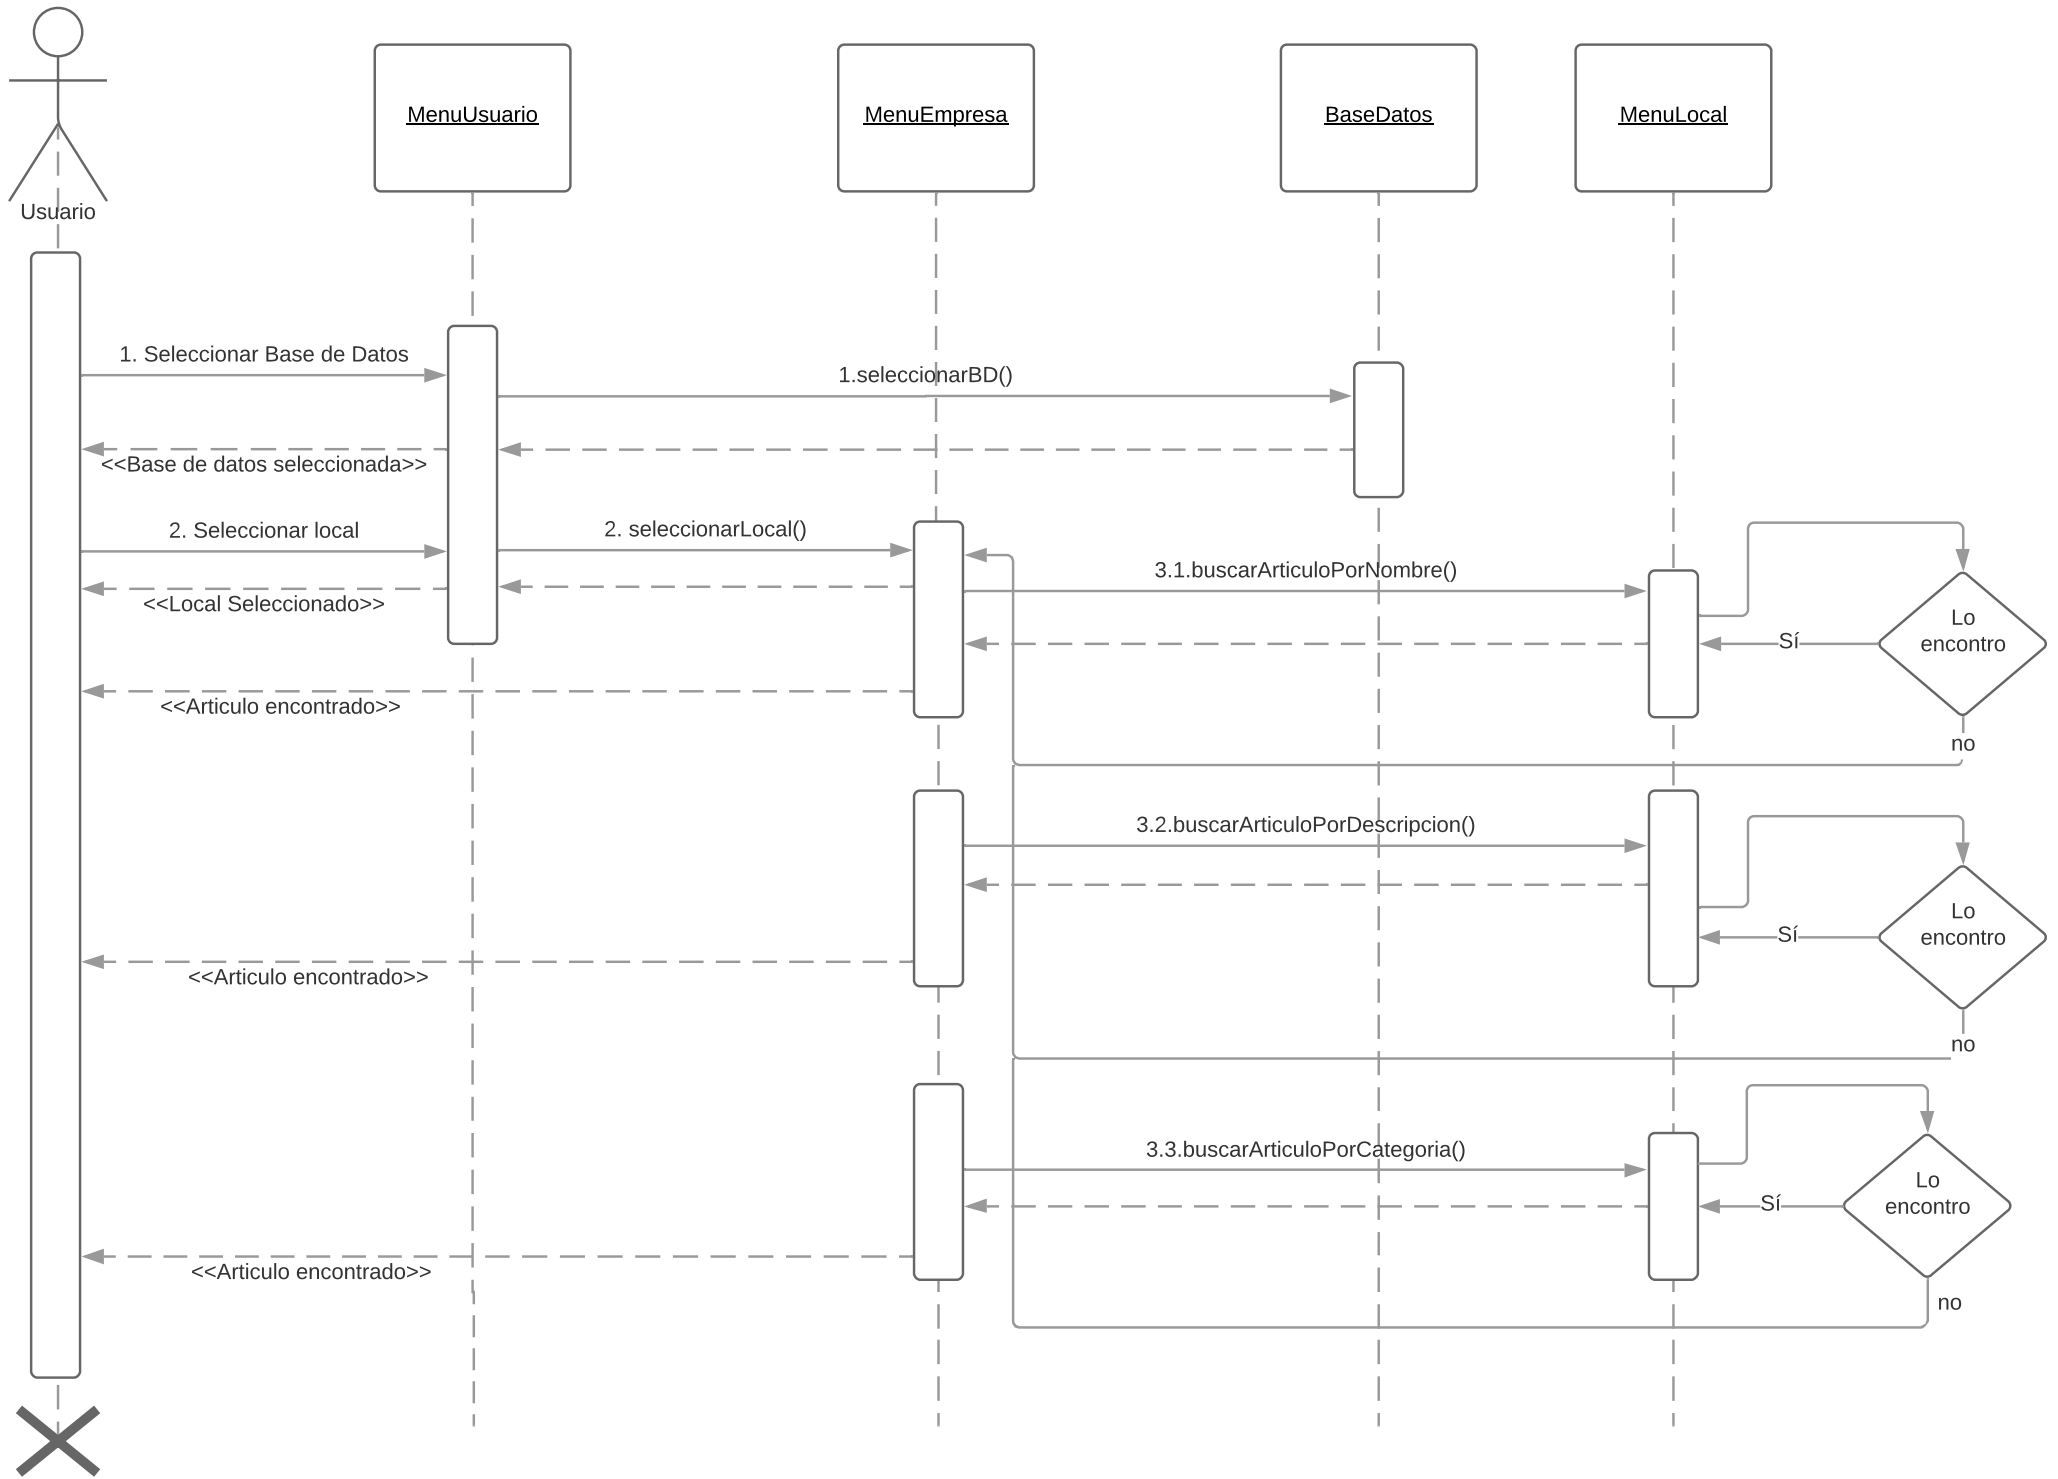 MenuUsuario
MenuEmpresa
BaseDatos
MenuLocal
Usuario
1. Seleccionar Base de Datos
1.seleccionarBD()
<<Base de datos seleccionada>>
2. Seleccionar local
2. seleccionarLocal()
3.1.buscarArticuloPorNombre()
<<Local Seleccionado>>
Lo
encontro
Sí
<<Articulo encontrado>>
no
3.2.buscarArticuloPorDescripcion()
Lo
encontro
Sí
<<Articulo encontrado>>
no
3.3.buscarArticuloPorCategoria()
Lo
encontro
Sí
<<Articulo encontrado>>
no